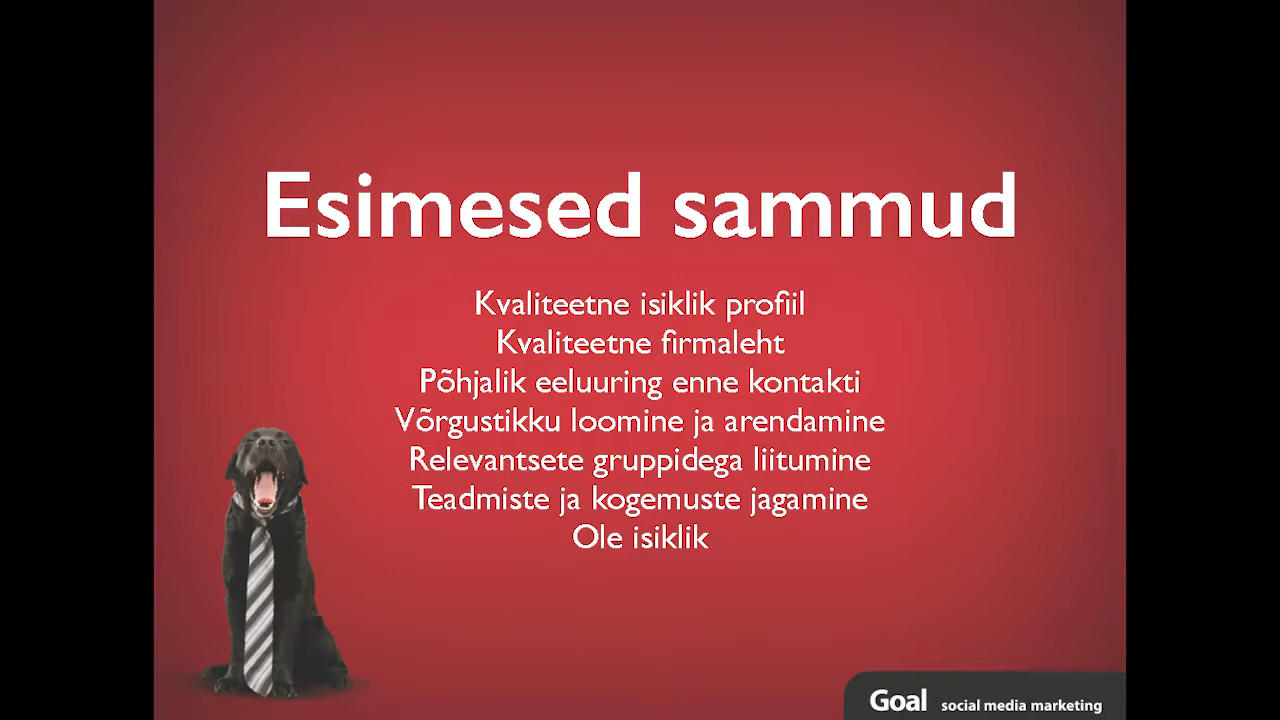 Esimesed sammud
Kvaliteetne isiklik profiil
Kvaliteetne firmaleht
Põhjalik eeluuring enne kontakti
Võrgustikku loomine ja arendamine
Relevantsete gruppidega liitumine
Teadmiste ja kogemuste jagamine
Ole isiklik
Goal social media marketing